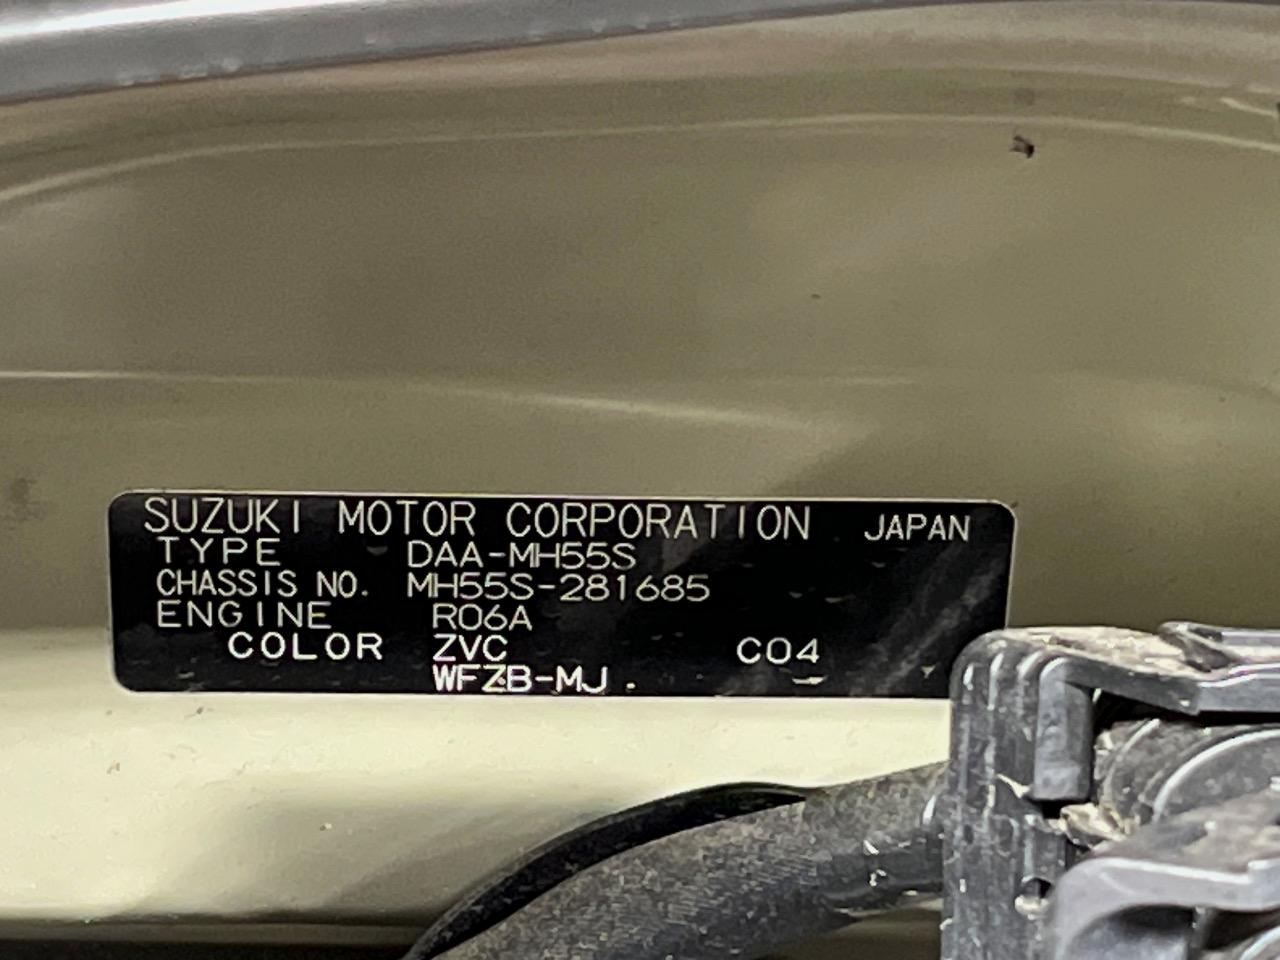 SUZUKI MOTOR CORPORATION JAPAN
TYPE DAA-MH55S
CHASSIS NO. MH55S-281685
ENGINE R06A
COLOR ZVC C04
WFZB-MJ